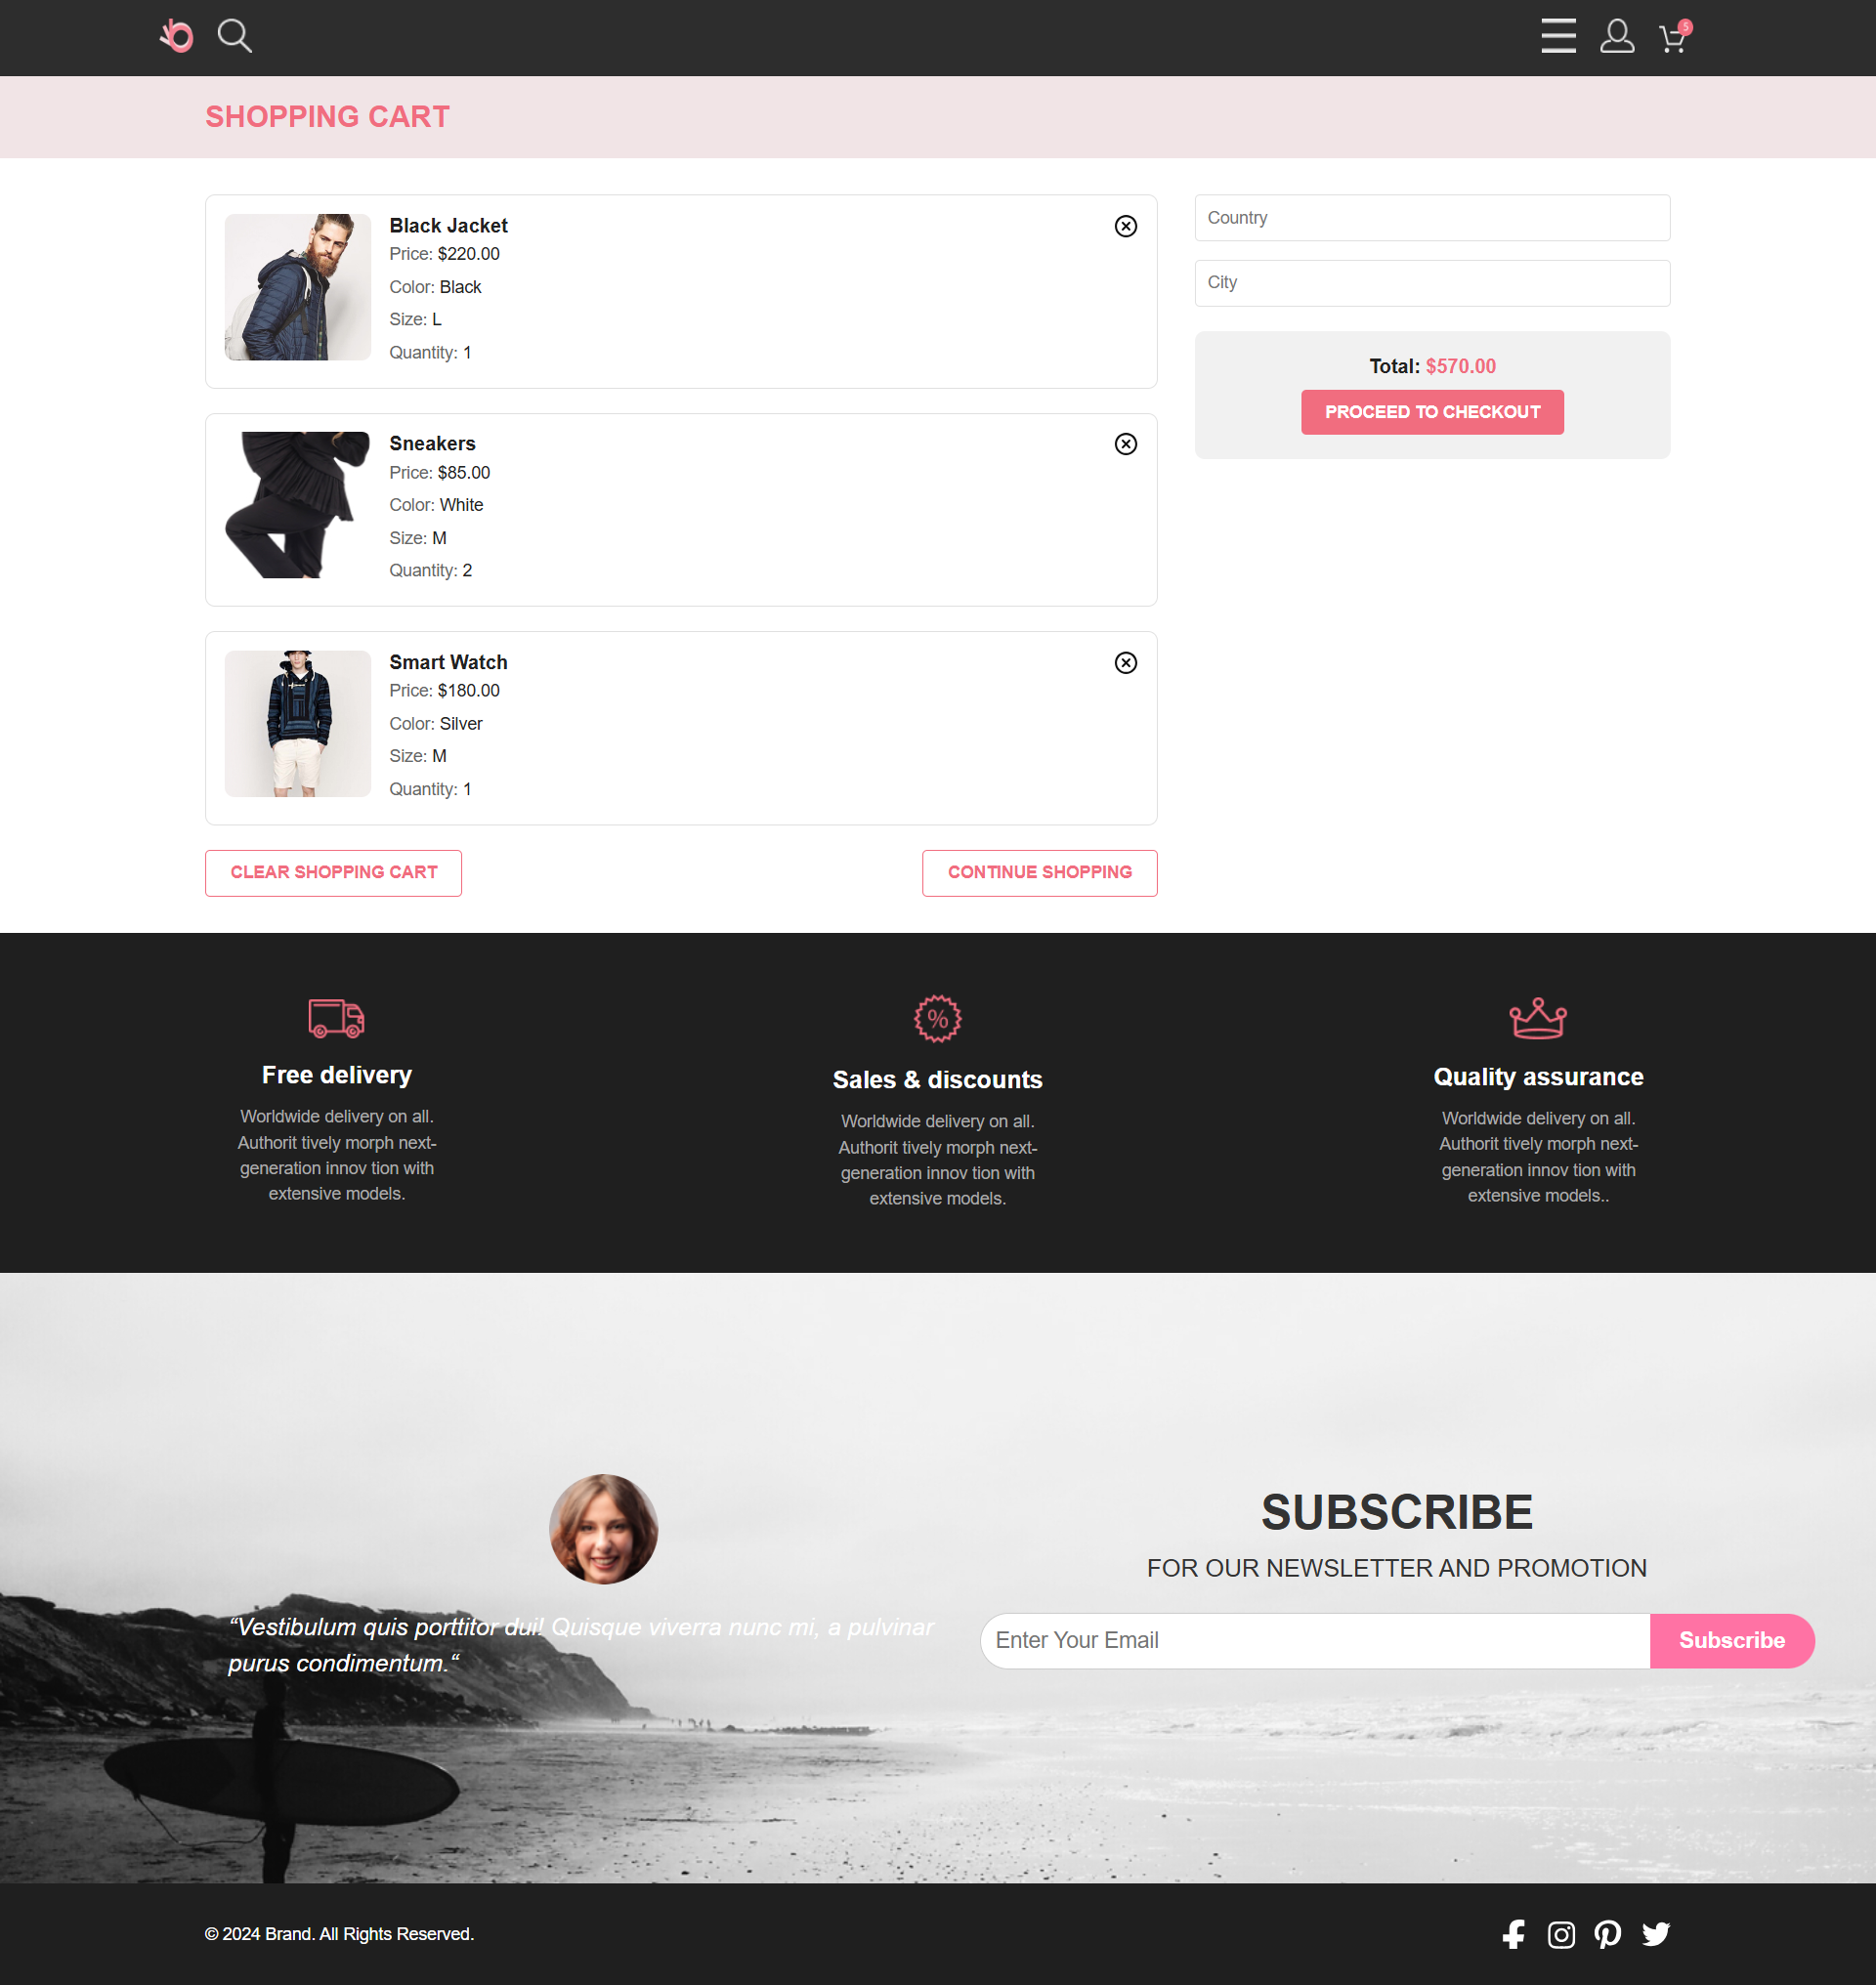 5
SHOPPING CART
Black Jacket
Price: $220.00
Color: Black
Size: L
Quantity: 1
Sneakers
Price: $85.00
Color: White
Size: M
Quantity: 2
Smart Watch
Price: $180.00
Color: Silver
Size: M
Quantity: 1
CLEAR SHOPPING CART
CONTINUE SHOPPING
Country
City
Total: $570.00
PROCEED TO CHECKOUT
%
Free delivery
Worldwide delivery on all.
Authorit tively morph next-
generation innov tion with
extensive models.
Sales & discounts
Worldwide delivery on all.
Authorit tively morph next-
generation innov tion with
extensive models.
Quality assurance
Worldwide delivery on all.
Authorit tively morph next-
generation innov tion with
extensive models..
“Vestibulum quis porttitor dui! Quisque viverra nunc mi, a pulvinar
purus condimentum.“
SUBSCRIBE
FOR OUR NEWSLETTER AND PROMOTION
Enter Your Email
Subscribe
© 2024 Brand. All Rights Reserved.